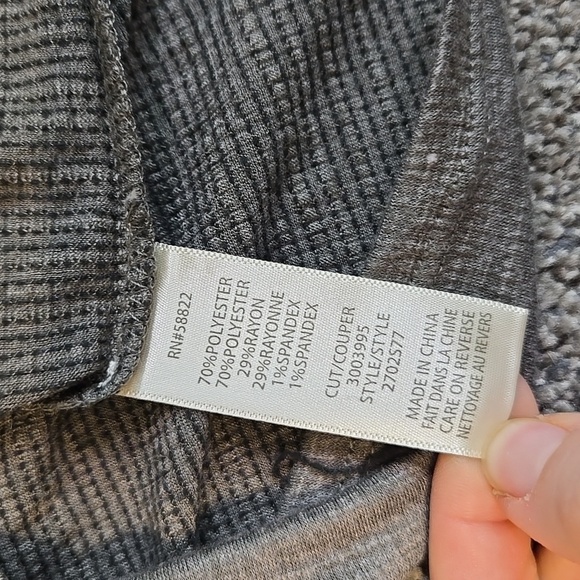 RN#58822
70%POLYESTER
70%POLYESTER
29%RAYON
29%RAYONNE
1%SPANDEX
1%SPANDEX
CUT/COUPER
3003995
STYLE/STYLE
2702S77
MADE IN CHINA
FAIT DANS LA CHINE
CARE ON REVERSE
NETTOYAGE AU REVERS